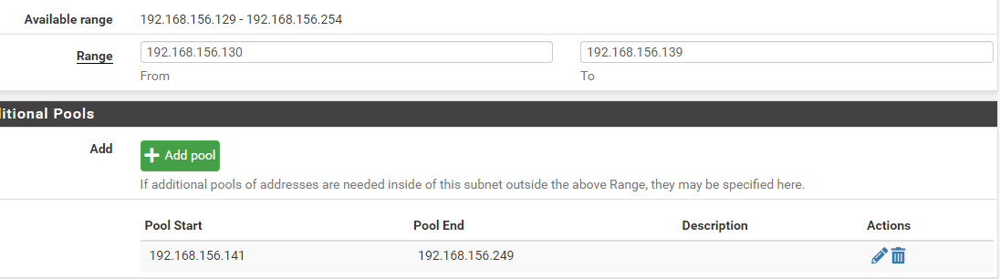 Available range 192.168.156.129 - 192.168.156.254
Range 192.168.156.130 192.168.156.139
From To
itional Pools
Add Add pool
If additional pools of addresses are needed inside of this subnet outside the above Range, they may be specified here.
Pool Start Pool End Description Actions
192.168.156.141 192.168.156.249